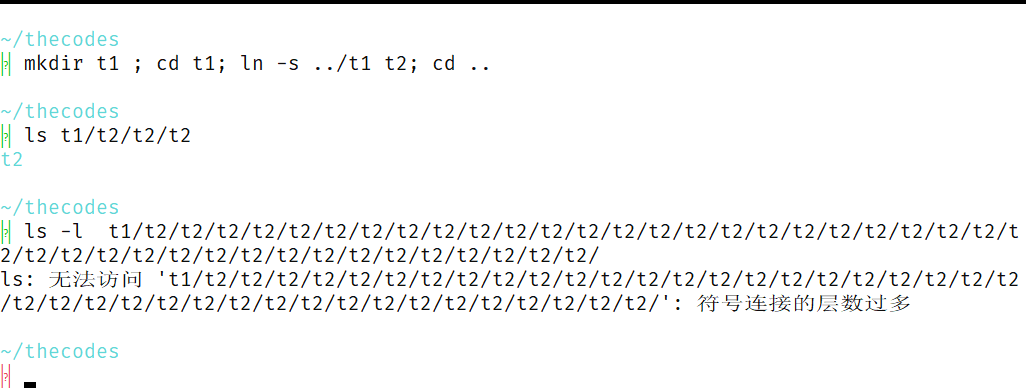 ~/thecodes
mkdir t1 ; cd t1; ln -s ../t1 t2; cd ..
~/thecodes
ls t1/t2/t2/t2
t2
~/thecodes
ls -l  t1/t2/t2/t2/t2/t2/t2/t2/t2/t2/t2/t2/t2/t2/t2/t2/t2/t2/t2/t2/t2/t2/t2/t2/t2/t
2/t2/t2/t2/t2/t2/t2/t2/t2/t2/t2/t2/t2/t2/t2/t2/t2/
ls: 无法访问 't1/t2/t2/t2/t2/t2/t2/t2/t2/t2/t2/t2/t2/t2/t2/t2/t2/t2/t2/t2/t2/t2/t2/t2
/t2/t2/t2/t2/t2/t2/t2/t2/t2/t2/t2/t2/t2/t2/t2/t2/t2/t2/': 符号连接的层数过多
~/thecodes